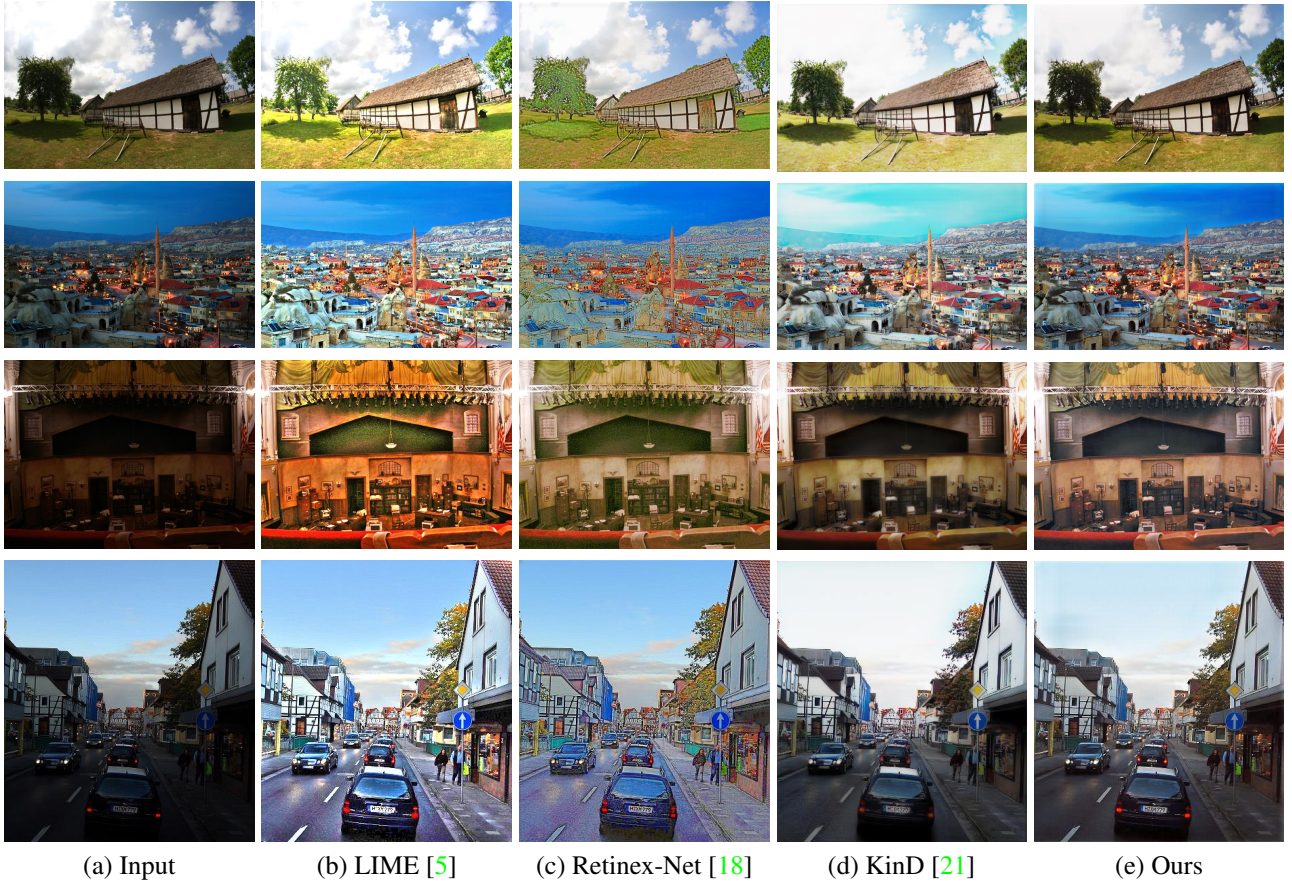 (a) Input
(b) LIME [5]
(c) Retinex-Net [18]
(d) KinD [21]
(e) Ours